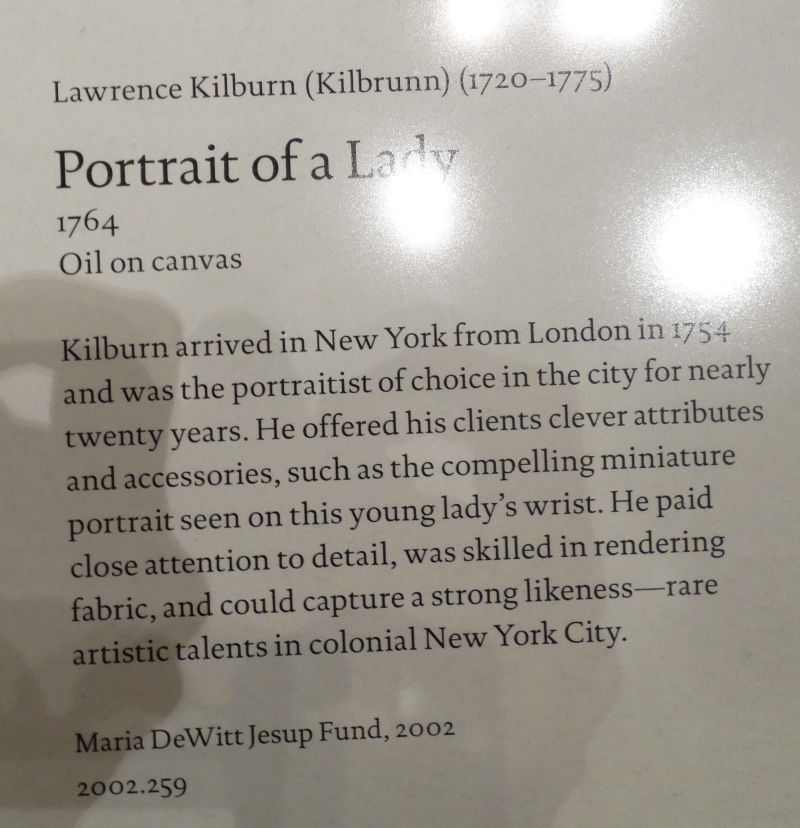 Lawrence Kilburn (Kilbrunn) (1720–1775)
Portrait of a Lady
1764
Oil on canvas
Kilburn arrived in New York from London in 1754
and was the portraitist of choice in the city for nearly
twenty years. He offered his clients clever attributes
and accessories, such as the compelling miniature
portrait seen on this young lady's wrist. He paid
close attention to detail, was skilled in rendering
fabric, and could capture a strong likeness—rare
artistic talents in colonial New York City.
Maria DeWitt Jesup Fund, 2002
2002.259